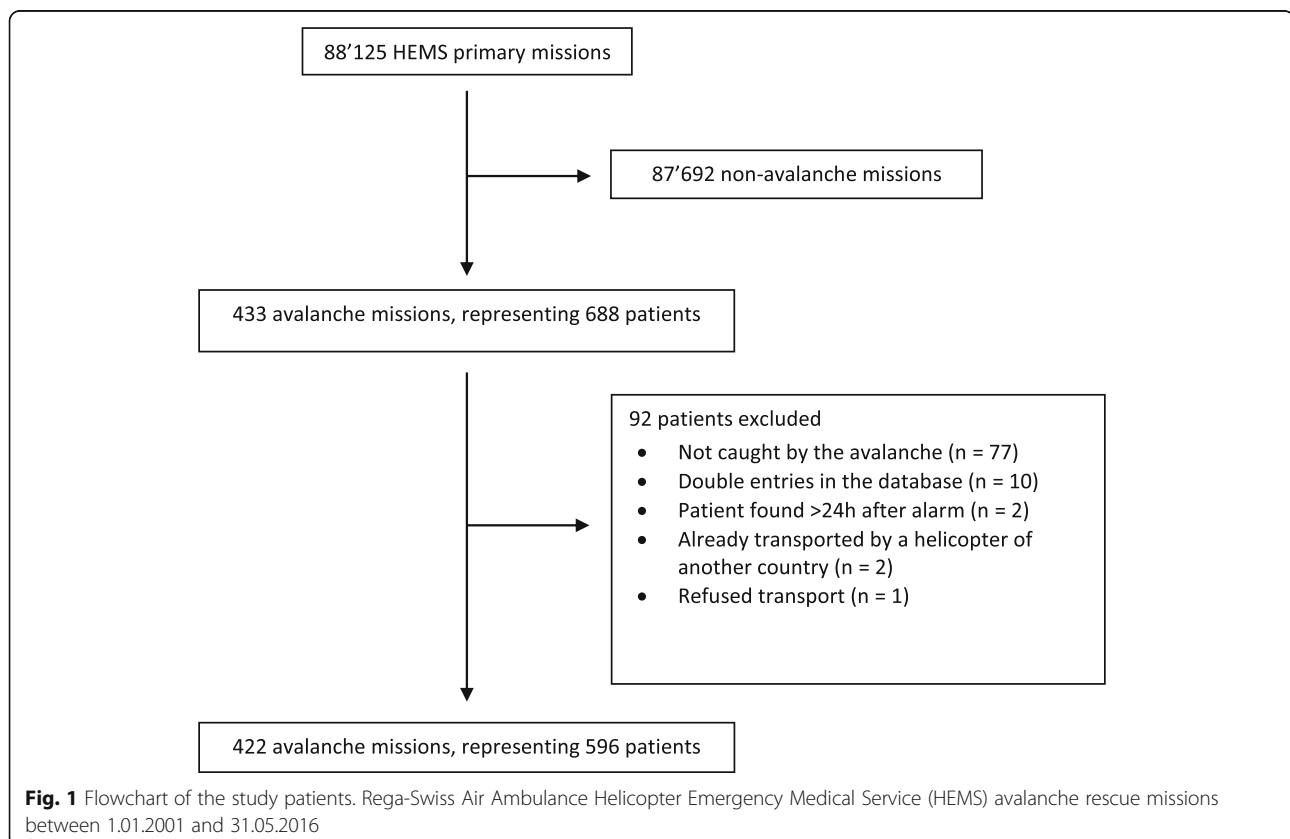 88’125 HEMS primary missions
87’692 non-avalanche missions
433 avalanche missions, representing 688 patients
92 patients excluded
• Not caught by the avalanche (n = 77)
• Double entries in the database (n = 10)
• Patient found >24h after alarm (n = 2)
• Already transported by a helicopter of
another country (n = 2)
• Refused transport (n = 1)
422 avalanche missions, representing 596 patients
Fig. 1 Flowchart of the study patients. Rega-Swiss Air Ambulance Helicopter Emergency Medical Service (HEMS) avalanche rescue missions
between 1.01.2001 and 31.05.2016